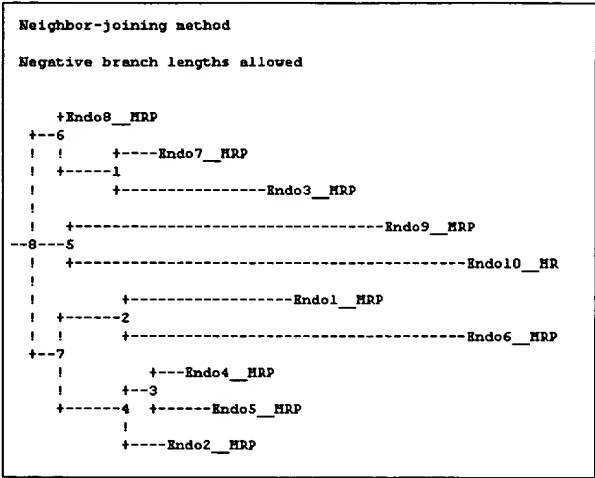 Neighbor-joining method
Negative branch lengths allowed
+Endo8__MRP
+--6
! ! +----Endo7__MRP
! +------1
! +----------------Endo3__MRP
!
! +---------------------------------Endo9__MRP
--8---5
! +------------------------------------------Endo10__MR
!
! +------------------Endo1__MRP
! +------2
! ! +------------------------------------Endo6__MRP
+--7
! +---Endo4__MRP
! +--3
+------4 +------Endo5__MRP
!
+----Endo2__MRP